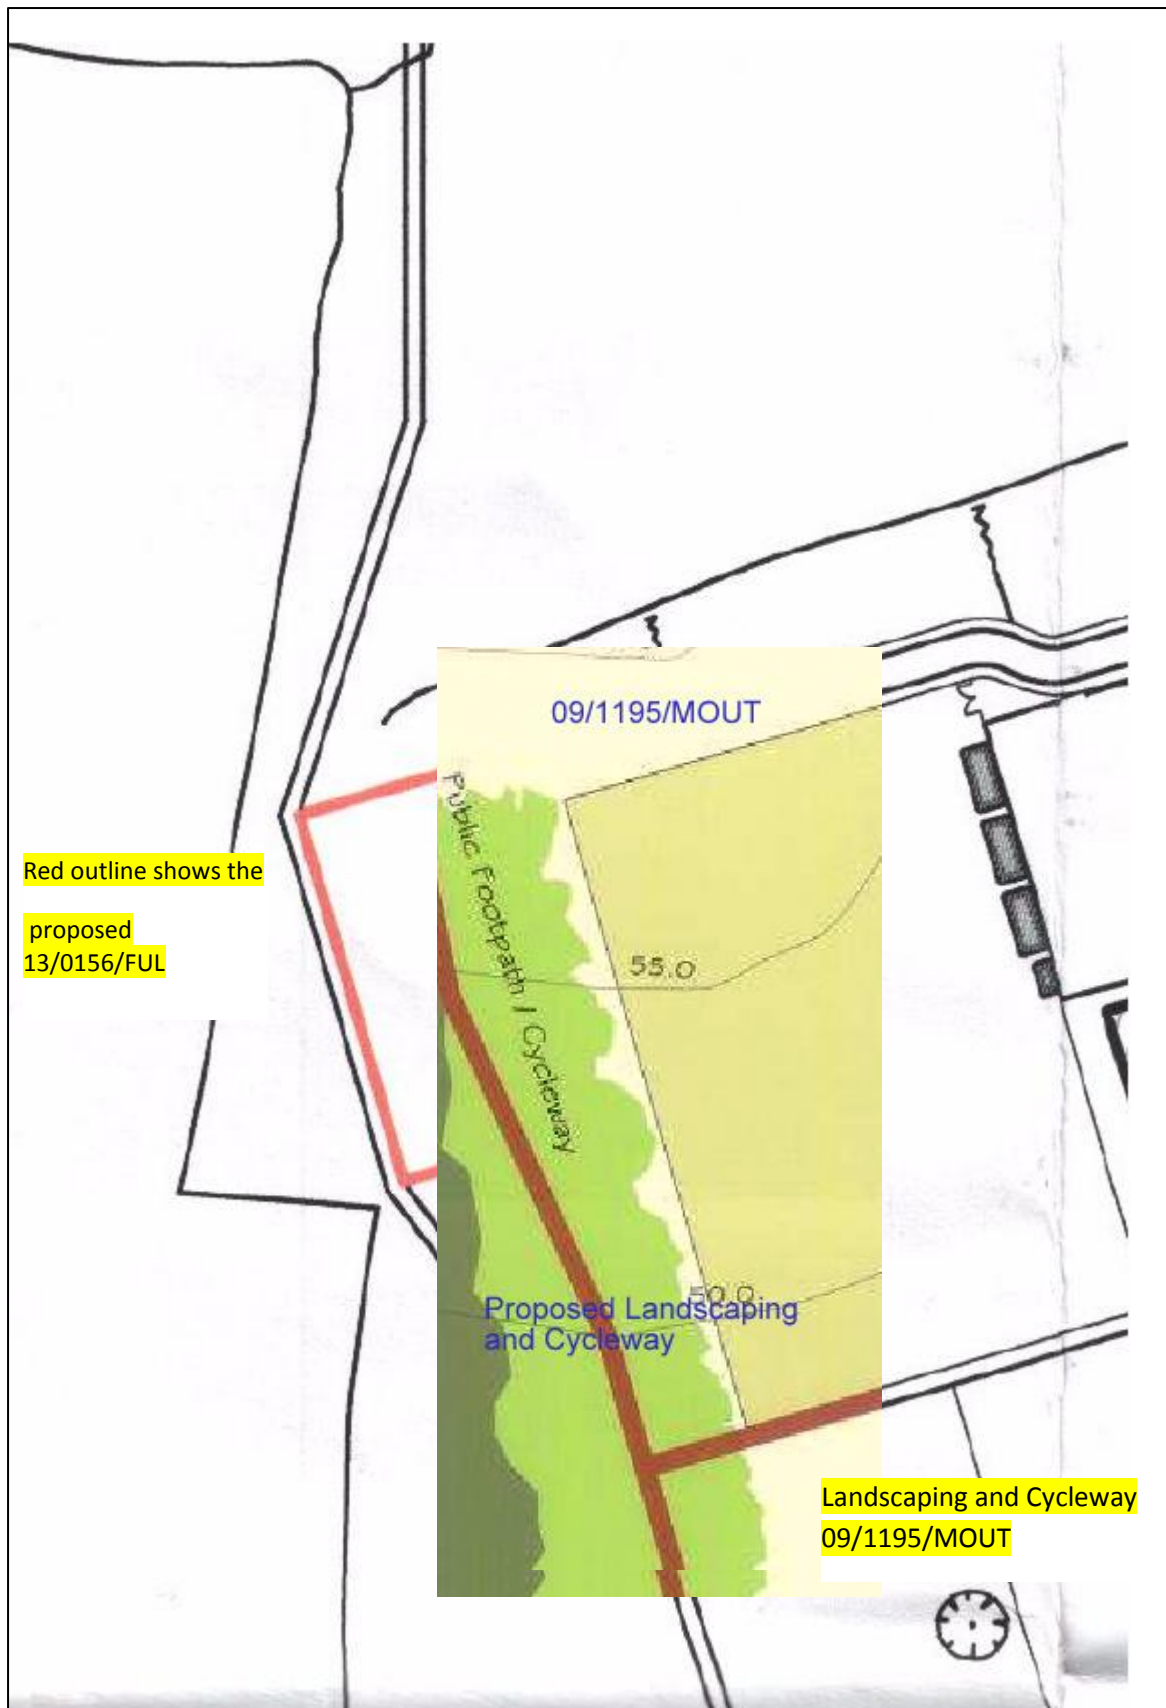 09/1195/MOUT
Public Footpath / Cycleway
Red outline shows the
proposed
13/0156/FUL
55.0
50.0
Proposed Landscaping
and Cycleway
Landscaping and Cycleway
09/1195/MOUT